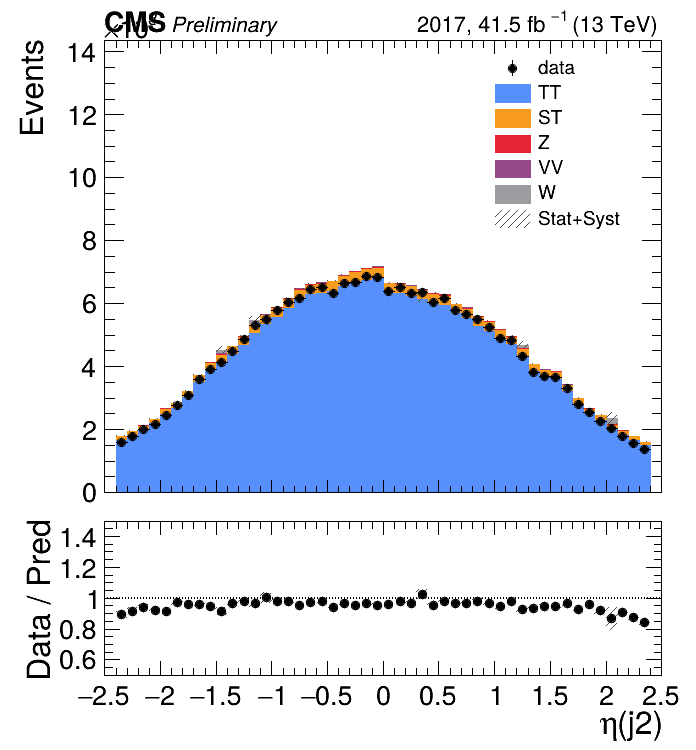 CMS Preliminary 2017, 41.5 fb⁻¹ (13 TeV)
Events
14
12
10
8
6
4
2
0
data
TT
ST
Z
VV
W
Stat+Syst
Data / Pred
1.4
1.2
1
0.8
0.6
−2.5 −2 −1.5 −1 −0.5 0 0.5 1 1.5 2 2.5
η(j2)